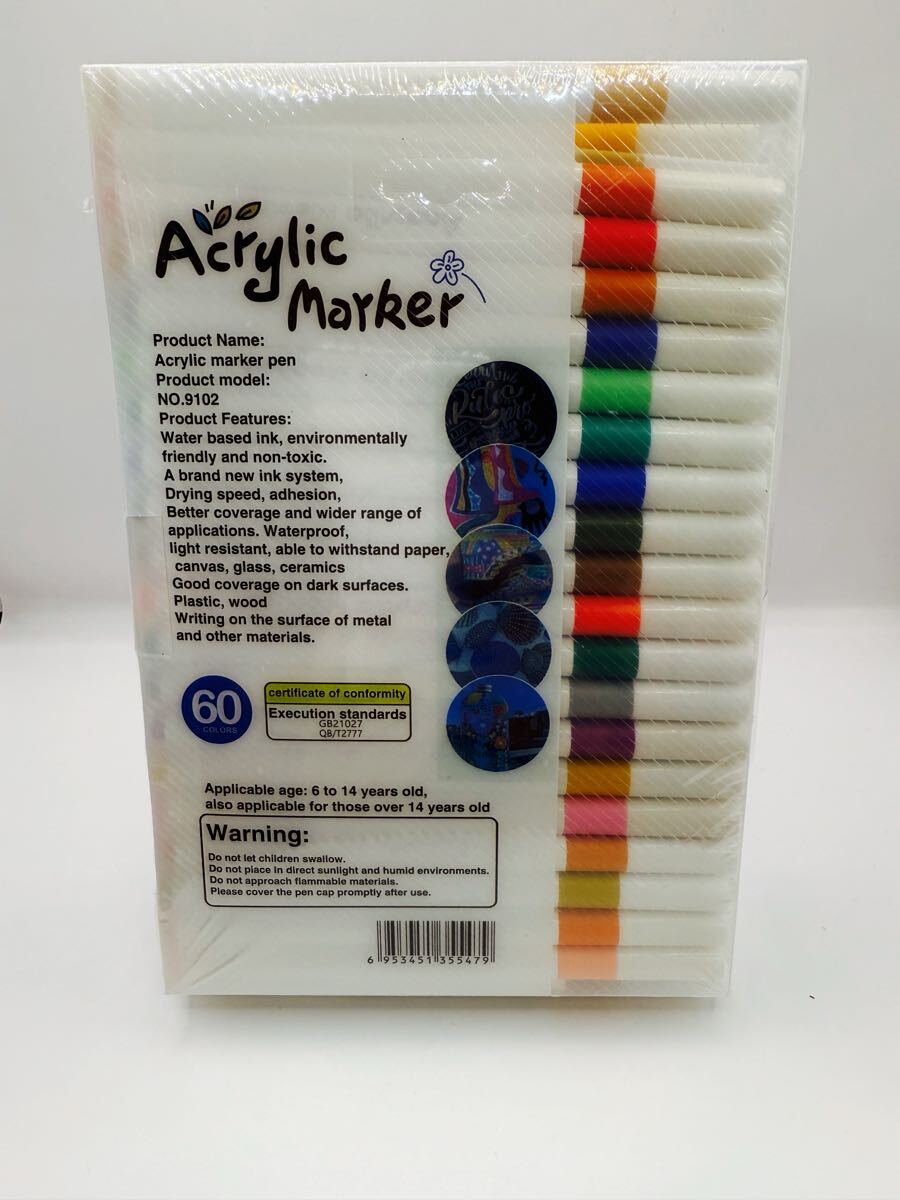 Acrylic
Marker
Product Name:
Acrylic marker pen
Product model:
NO.9102
Product Features:
Water based ink, environmentally
friendly and non-toxic.
A brand new ink system,
Drying speed, adhesion,
Better coverage and wider range of
applications. Waterproof,
light resistant, able to withstand paper,
canvas, glass, ceramics
Good coverage on dark surfaces.
Plastic, wood
Writing on the surface of metal
and other materials.
60
COLORS
certificate of conformity
Execution standards
GB21027
QB/T2777
Applicable age: 6 to 14 years old,
also applicable for those over 14 years old
Warning:
Do not let children swallow.
Do not place in direct sunlight and humid environments.
Do not approach flammable materials.
Please cover the pen cap promptly after use.
6 953451 355479